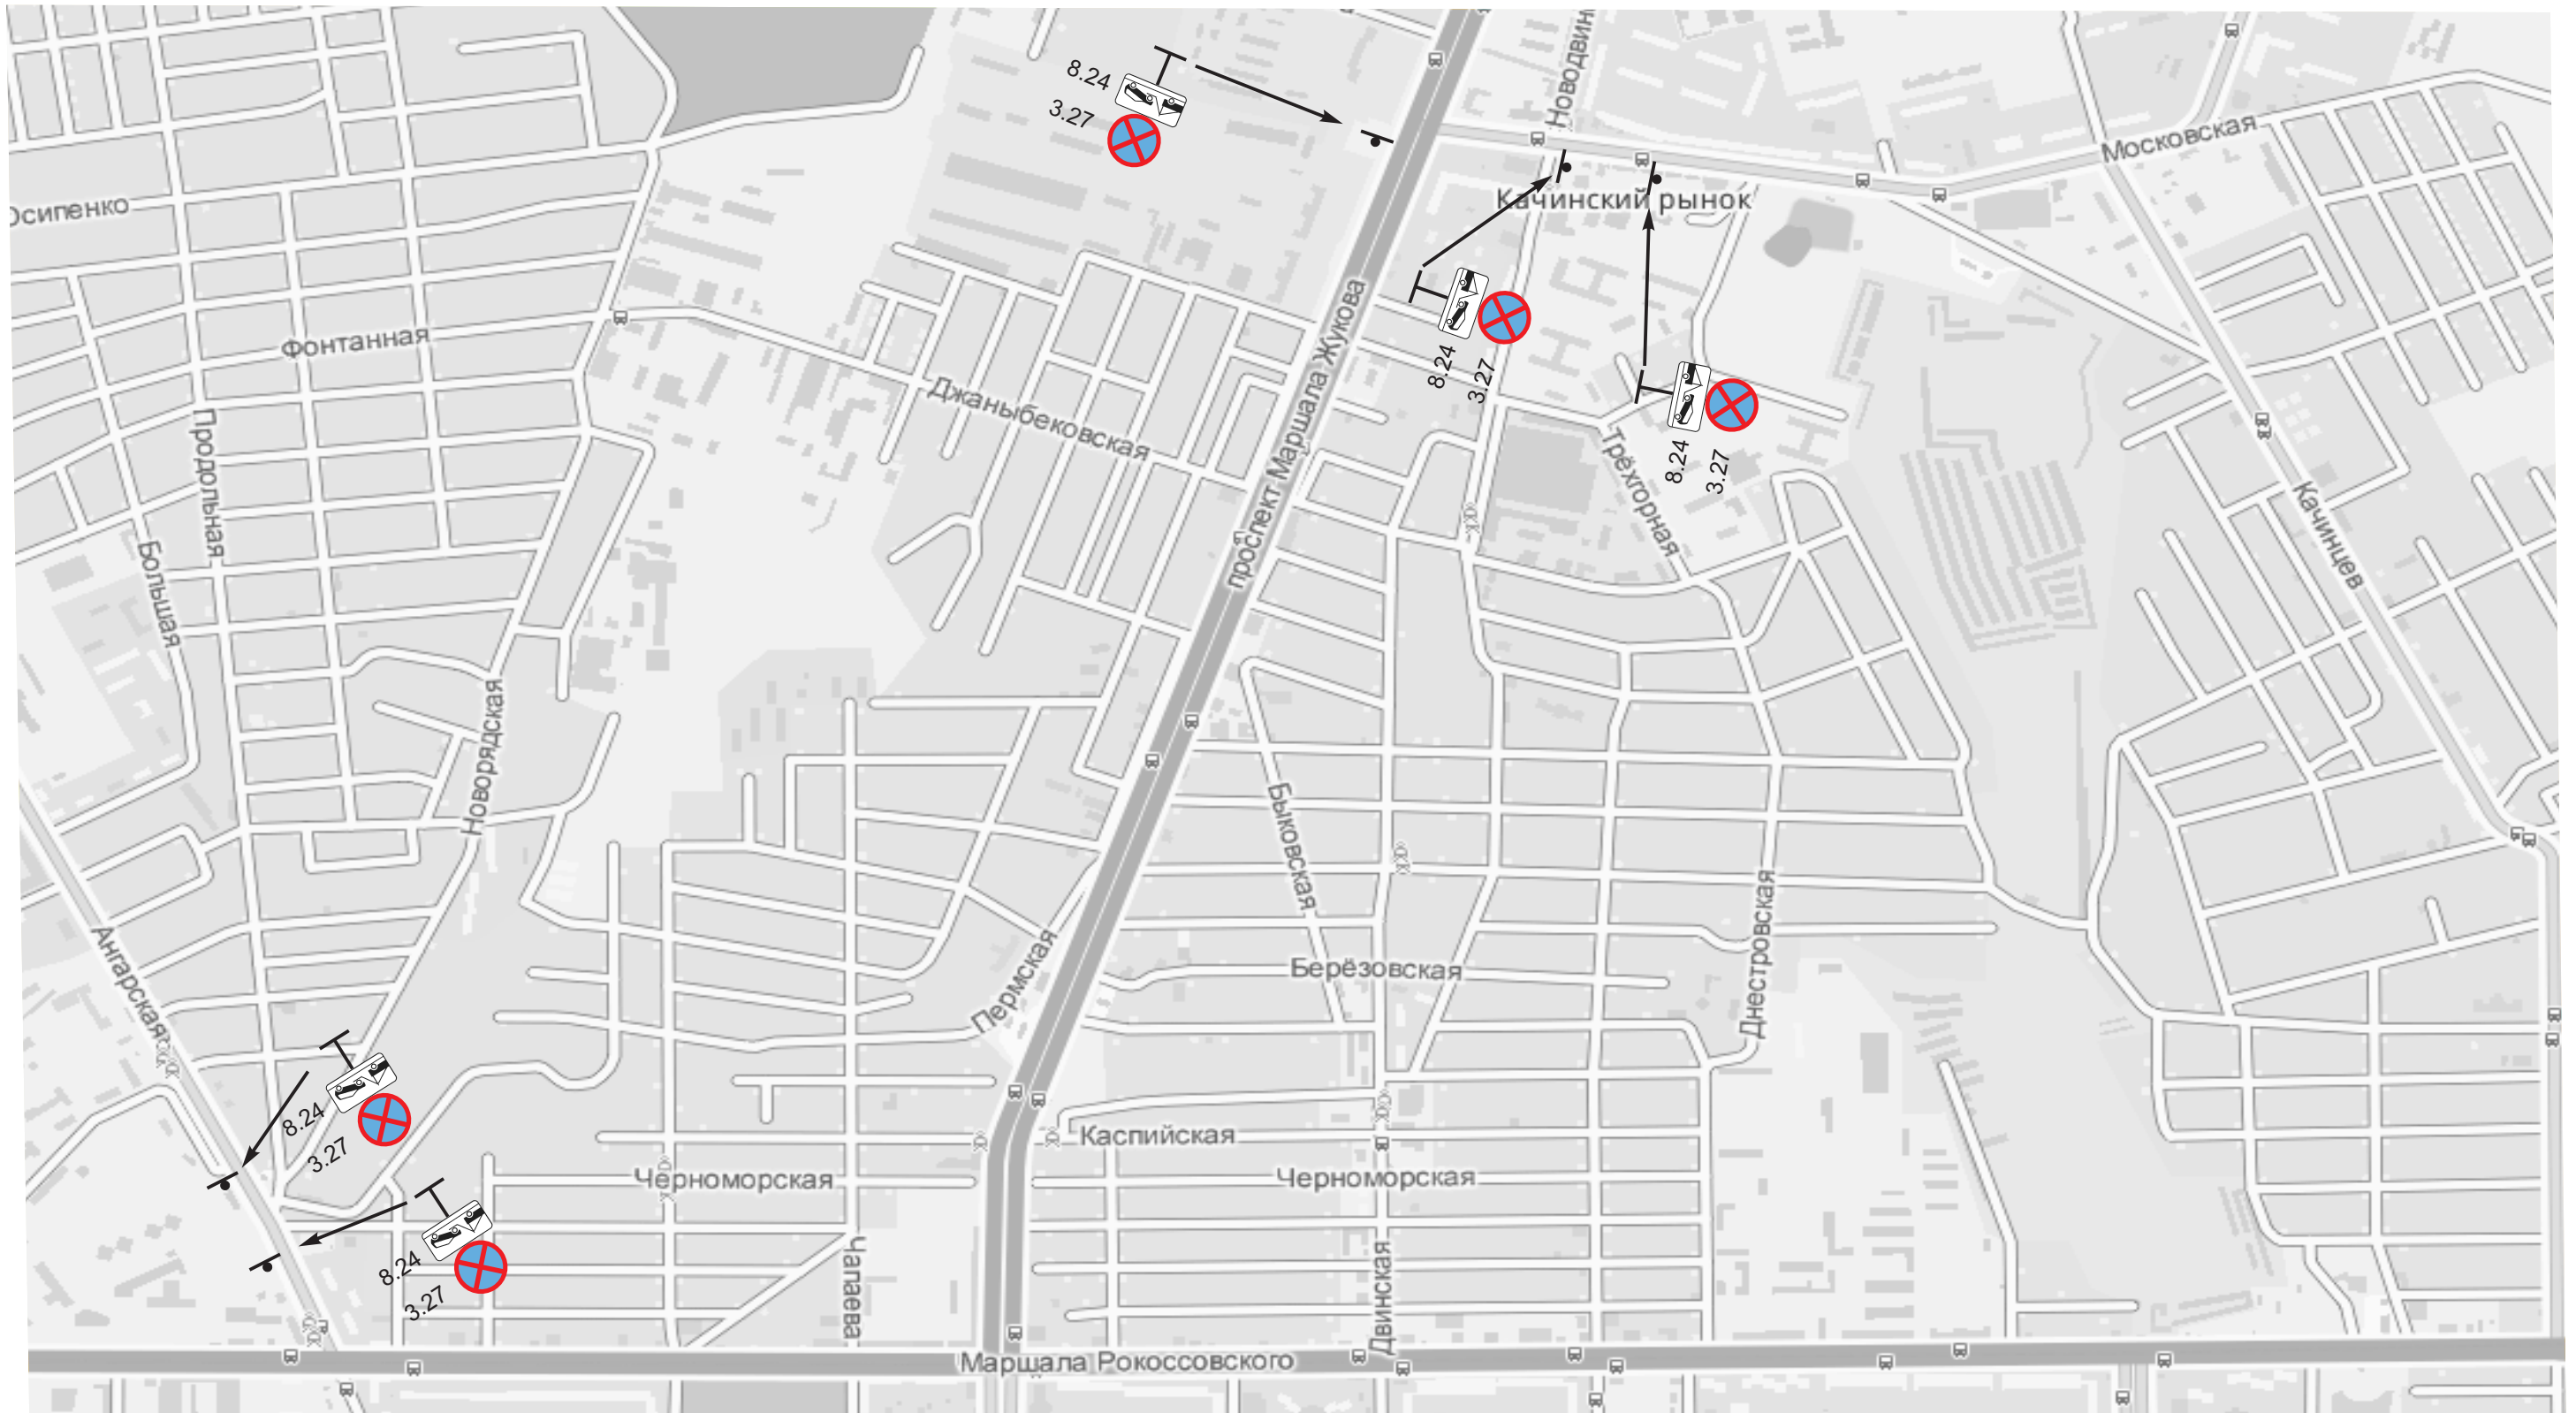 8.24
3.27
Новодвин
Московская
Качинский рынок
Осипенко
Фонтанная
Джаныбековская
проспект Маршала Жукова
8.24
3.27
8.24
3.27
Продольная
Трёхгорная
Качинцев
Большая
Новорядская
Быковская
Днестровская
Ангарская
Пермская
Берёзовская
8.24
3.27
Каспийская
Черноморская
Черноморская
8.24
3.27
Чапаева
Двинская
Маршала Рокоссовского